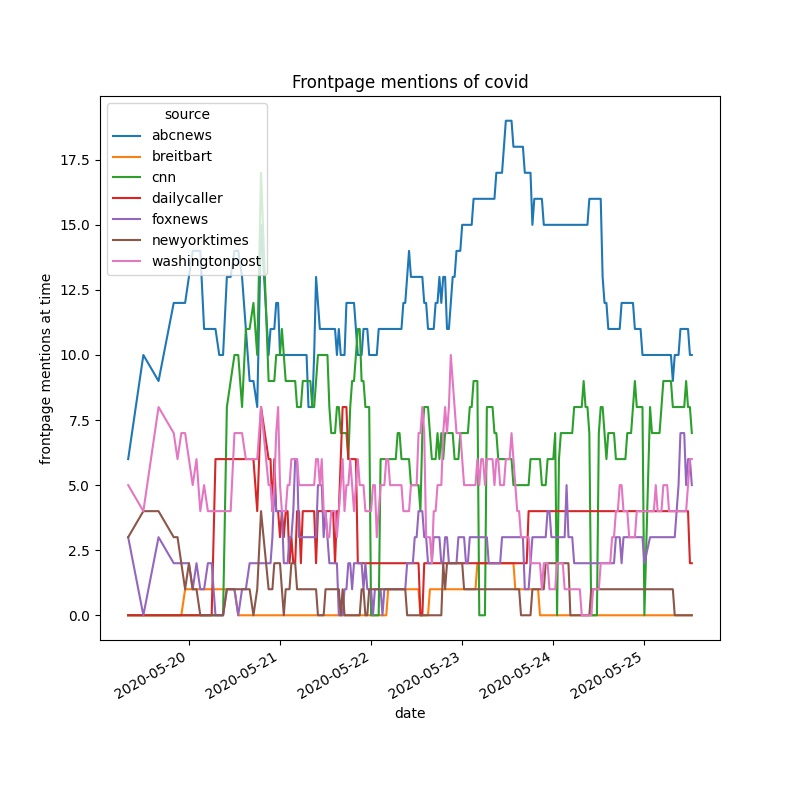 Frontpage mentions of covid
source
abcnews
breitbart
cnn
dailycaller
foxnews
newyorktimes
washingtonpost
frontpage mentions at time
17.5
15.0
12.5
10.0
7.5
5.0
2.5
0.0
2020-05-20
2020-05-21
2020-05-22
2020-05-23
2020-05-24
2020-05-25
date